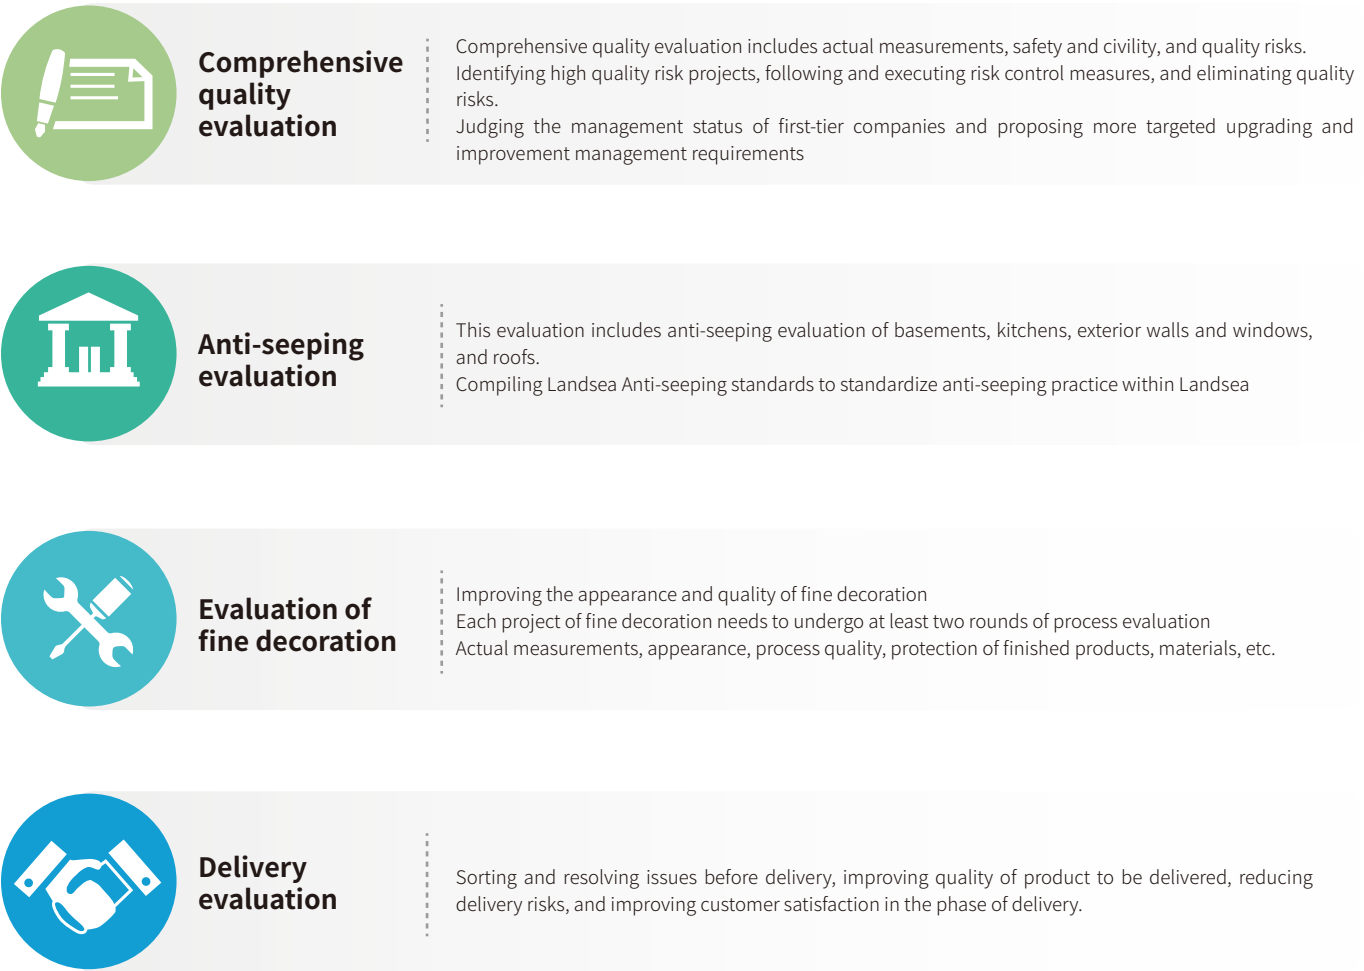 Comprehensive
quality
evaluation
Comprehensive quality evaluation includes actual measurements, safety and civility, and quality risks.
Identifying high quality risk projects, following and executing risk control measures, and eliminating quality
risks.
Judging the management status of first-tier companies and proposing more targeted upgrading and
improvement management requirements
Anti-seeping
evaluation
This evaluation includes anti-seeping evaluation of basements, kitchens, exterior walls and windows,
and roofs.
Compiling Landsea Anti-seeping standards to standardize anti-seeping practice within Landsea
Evaluation of
fine decoration
Improving the appearance and quality of fine decoration
Each project of fine decoration needs to undergo at least two rounds of process evaluation
Actual measurements, appearance, process quality, protection of finished products, materials, etc.
Delivery
evaluation
Sorting and resolving issues before delivery, improving quality of product to be delivered, reducing
delivery risks, and improving customer satisfaction in the phase of delivery.